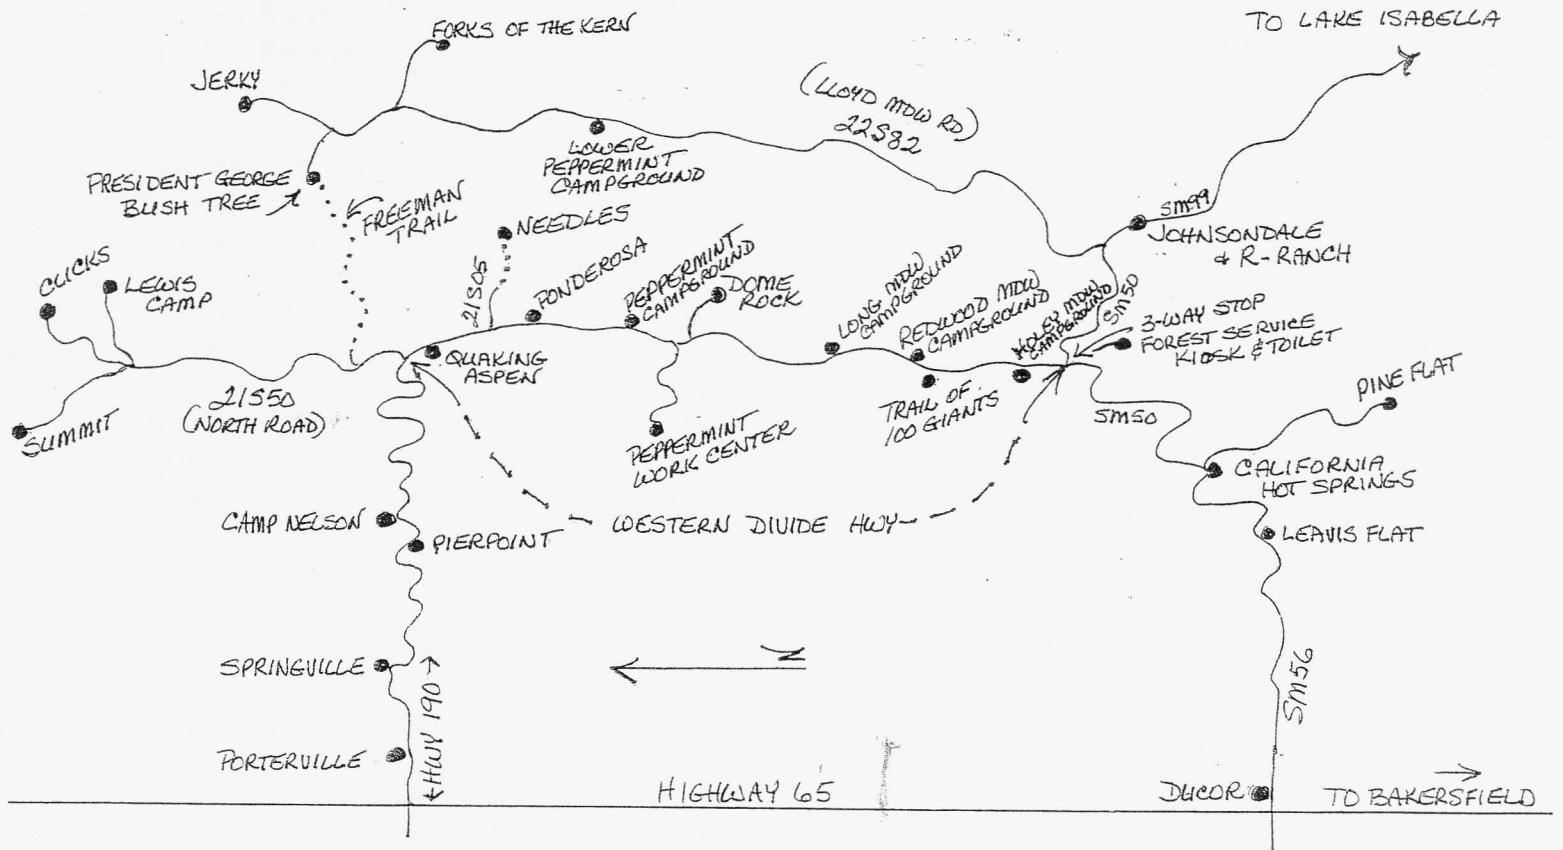 TO LAKE ISABELLA
FORKS OF THE KERN
JERKY
(LLOYD MDW RD)
22S82
LOWER
PEPPERMINT
CAMPGROUND
PRESIDENT GEORGE
BUSH TREE
FREEMAN
TRAIL
NEEDLES
SM99
JOHNSONDALE
& R-RANCH
CLICKS
LEWIS
CAMP
21S05
PONDEROSA
PEPPERMINT
CAMPGROUND
DOME
ROCK
LONG MDW
CAMPGROUND
REDWOOD MDW
CAMPGROUND
HOLEY MDW
CAMPGROUND
SM50
3-WAY STOP
FOREST SERVICE
KIOSK & TOILET
QUAKING
ASPEN
21S50
(NORTH ROAD)
SUMMIT
PEPPERMINT
WORK CENTER
TRAIL OF
100 GIANTS
SM50
PINE FLAT
CALIFORNIA
HOT SPRINGS
CAMP NELSON
PIERPOINT
WESTERN DIVIDE HWY
LEAVIS FLAT
SPRINGVILLE
N
HWY 190
SM56
PORTERVILLE
HIGHWAY 65
DUCOR
TO BAKERSFIELD